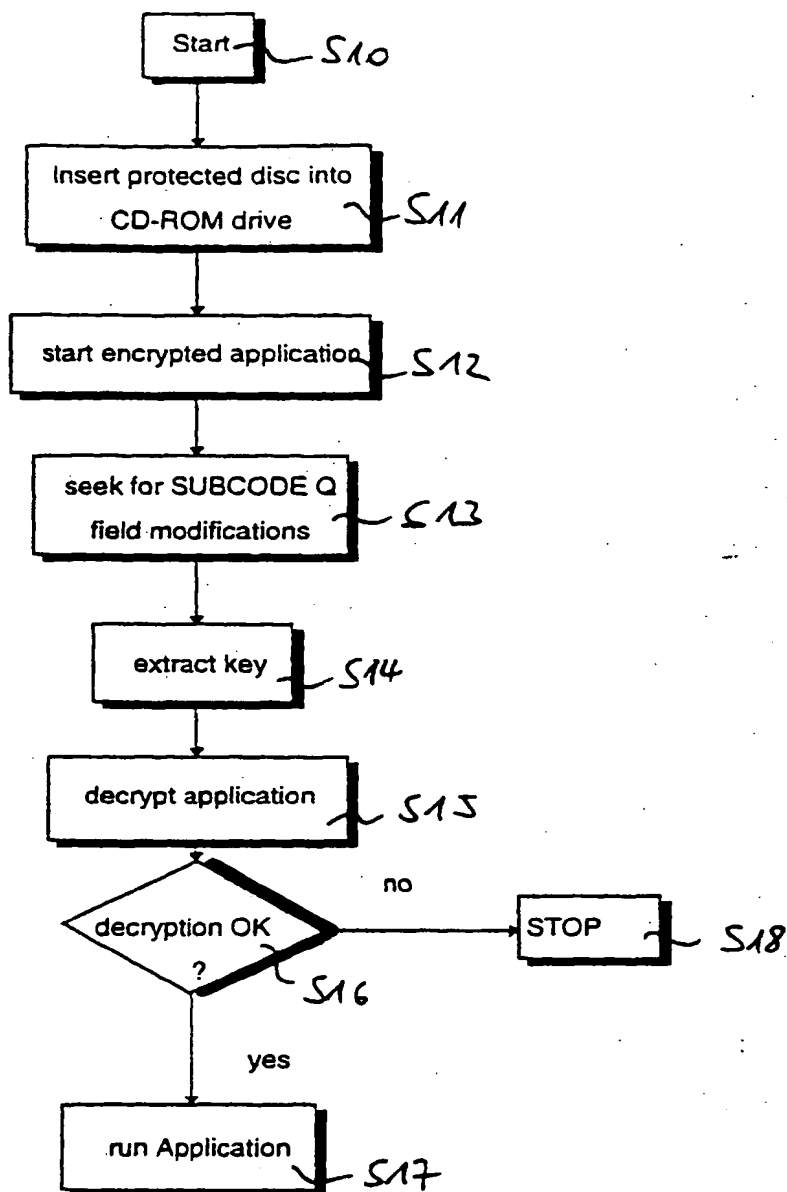 Start S10
Insert protected disc into
CD-ROM drive S11
start encrypted application S12
seek for SUBCODE Q
field modifications S13
extract key S14
decrypt application S15
no
decryption OK
? S16
STOP S18
yes
run Application S17